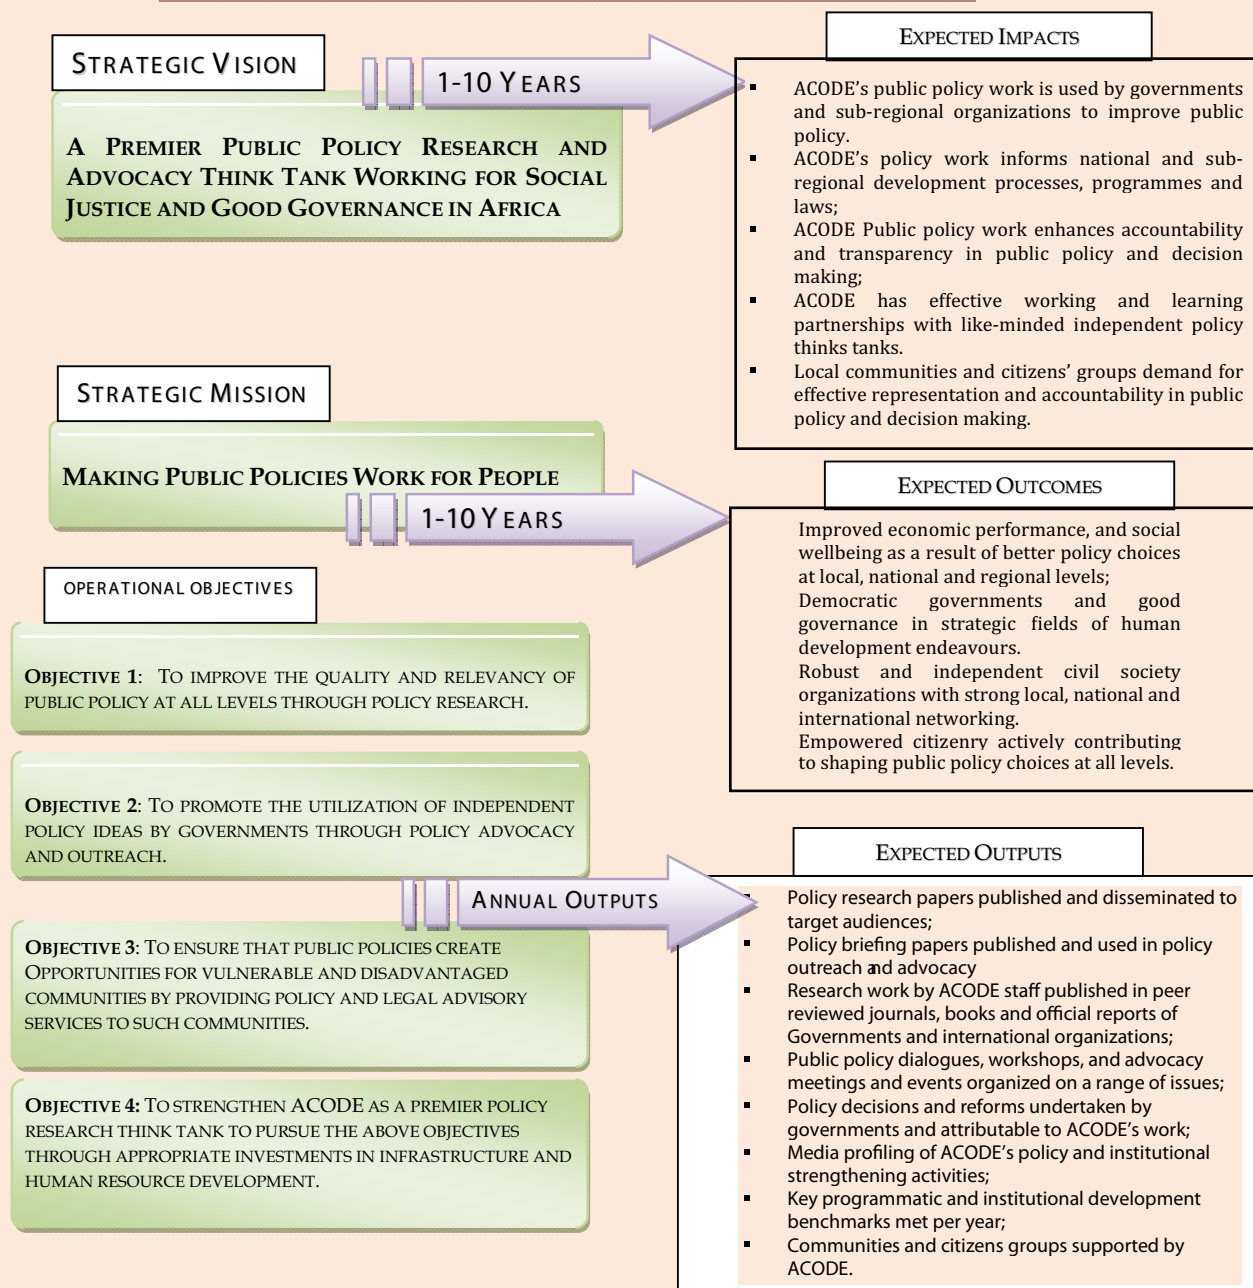 STRATEGIC VISION
1-10 YEARS
A PREMIER PUBLIC POLICY RESEARCH AND
ADVOCACY THINK TANK WORKING FOR SOCIAL
JUSTICE AND GOOD GOVERNANCE IN AFRICA
EXPECTED IMPACTS
▪ ACODE’s public policy work is used by governments
and sub-regional organizations to improve public
policy.
▪ ACODE’s policy work informs national and sub-
regional development processes, programmes and
laws;
▪ ACODE Public policy work enhances accountability
and transparency in public policy and decision
making;
▪ ACODE has effective working and learning
partnerships with like-minded independent policy
thinks tanks.
▪ Local communities and citizens’ groups demand for
effective representation and accountability in public
policy and decision making.
STRATEGIC MISSION
MAKING PUBLIC POLICIES WORK FOR PEOPLE
1-10 YEARS
EXPECTED OUTCOMES
Improved economic performance, and social
wellbeing as a result of better policy choices
at local, national and regional levels;
Democratic governments and good
governance in strategic fields of human
development endeavours.
Robust and independent civil society
organizations with strong local, national and
international networking.
Empowered citizenry actively contributing
to shaping public policy choices at all levels.
OPERATIONAL OBJECTIVES
OBJECTIVE 1: TO IMPROVE THE QUALITY AND RELEVANCY OF
PUBLIC POLICY AT ALL LEVELS THROUGH POLICY RESEARCH.
OBJECTIVE 2: TO PROMOTE THE UTILIZATION OF INDEPENDENT
POLICY IDEAS BY GOVERNMENTS THROUGH POLICY ADVOCACY
AND OUTREACH.
ANNUAL OUTPUTS
OBJECTIVE 3: TO ENSURE THAT PUBLIC POLICIES CREATE
OPPORTUNITIES FOR VULNERABLE AND DISADVANTAGED
COMMUNITIES BY PROVIDING POLICY AND LEGAL ADVISORY
SERVICES TO SUCH COMMUNITIES.
OBJECTIVE 4: TO STRENGTHEN ACODE AS A PREMIER POLICY
RESEARCH THINK TANK TO PURSUE THE ABOVE OBJECTIVES
THROUGH APPROPRIATE INVESTMENTS IN INFRASTRUCTURE AND
HUMAN RESOURCE DEVELOPMENT.
EXPECTED OUTPUTS
▪ Policy research papers published and disseminated to
target audiences;
▪ Policy briefing papers published and used in policy
outreach and advocacy
▪ Research work by ACODE staff published in peer
reviewed journals, books and official reports of
Governments and international organizations;
▪ Public policy dialogues, workshops, and advocacy
meetings and events organized on a range of issues;
▪ Policy decisions and reforms undertaken by
governments and attributable to ACODE’s work;
▪ Media profiling of ACODE’s policy and institutional
strengthening activities;
▪ Key programmatic and institutional development
benchmarks met per year;
▪ Communities and citizens groups supported by
ACODE.